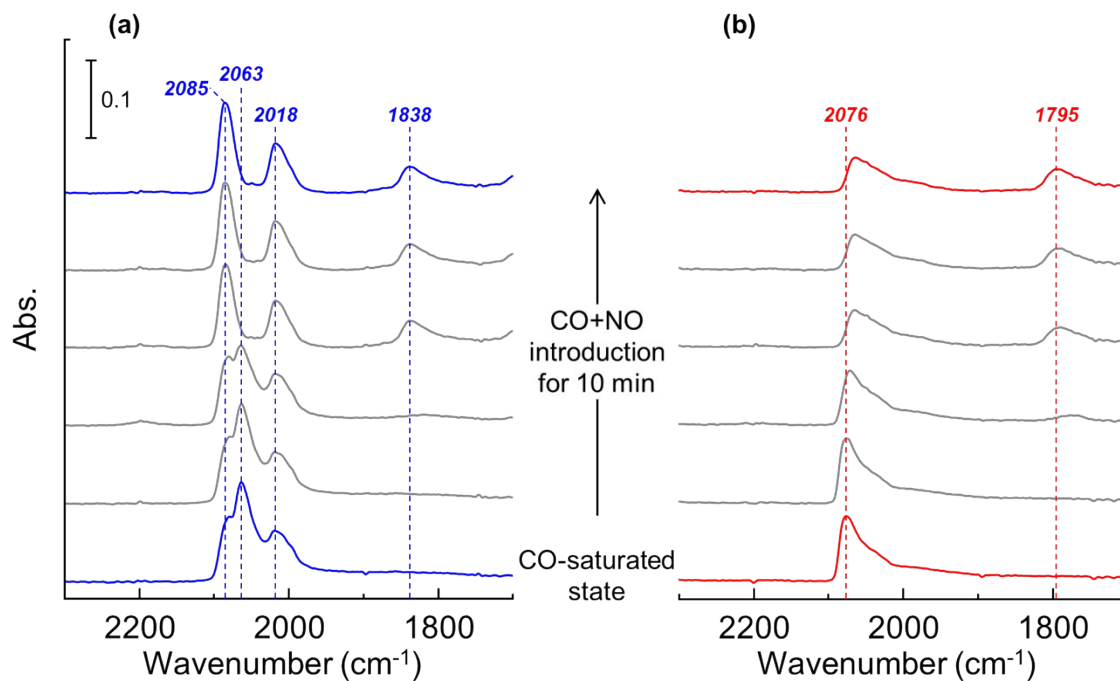 (a)
(b)
2063
2085
0.1
2018
1838
2076
1795
Abs.
CO+NO
introduction
for 10 min
CO-saturated
state
2200
2000
1800
2200
2000
1800
Wavenumber (cm⁻¹)
Wavenumber (cm⁻¹)